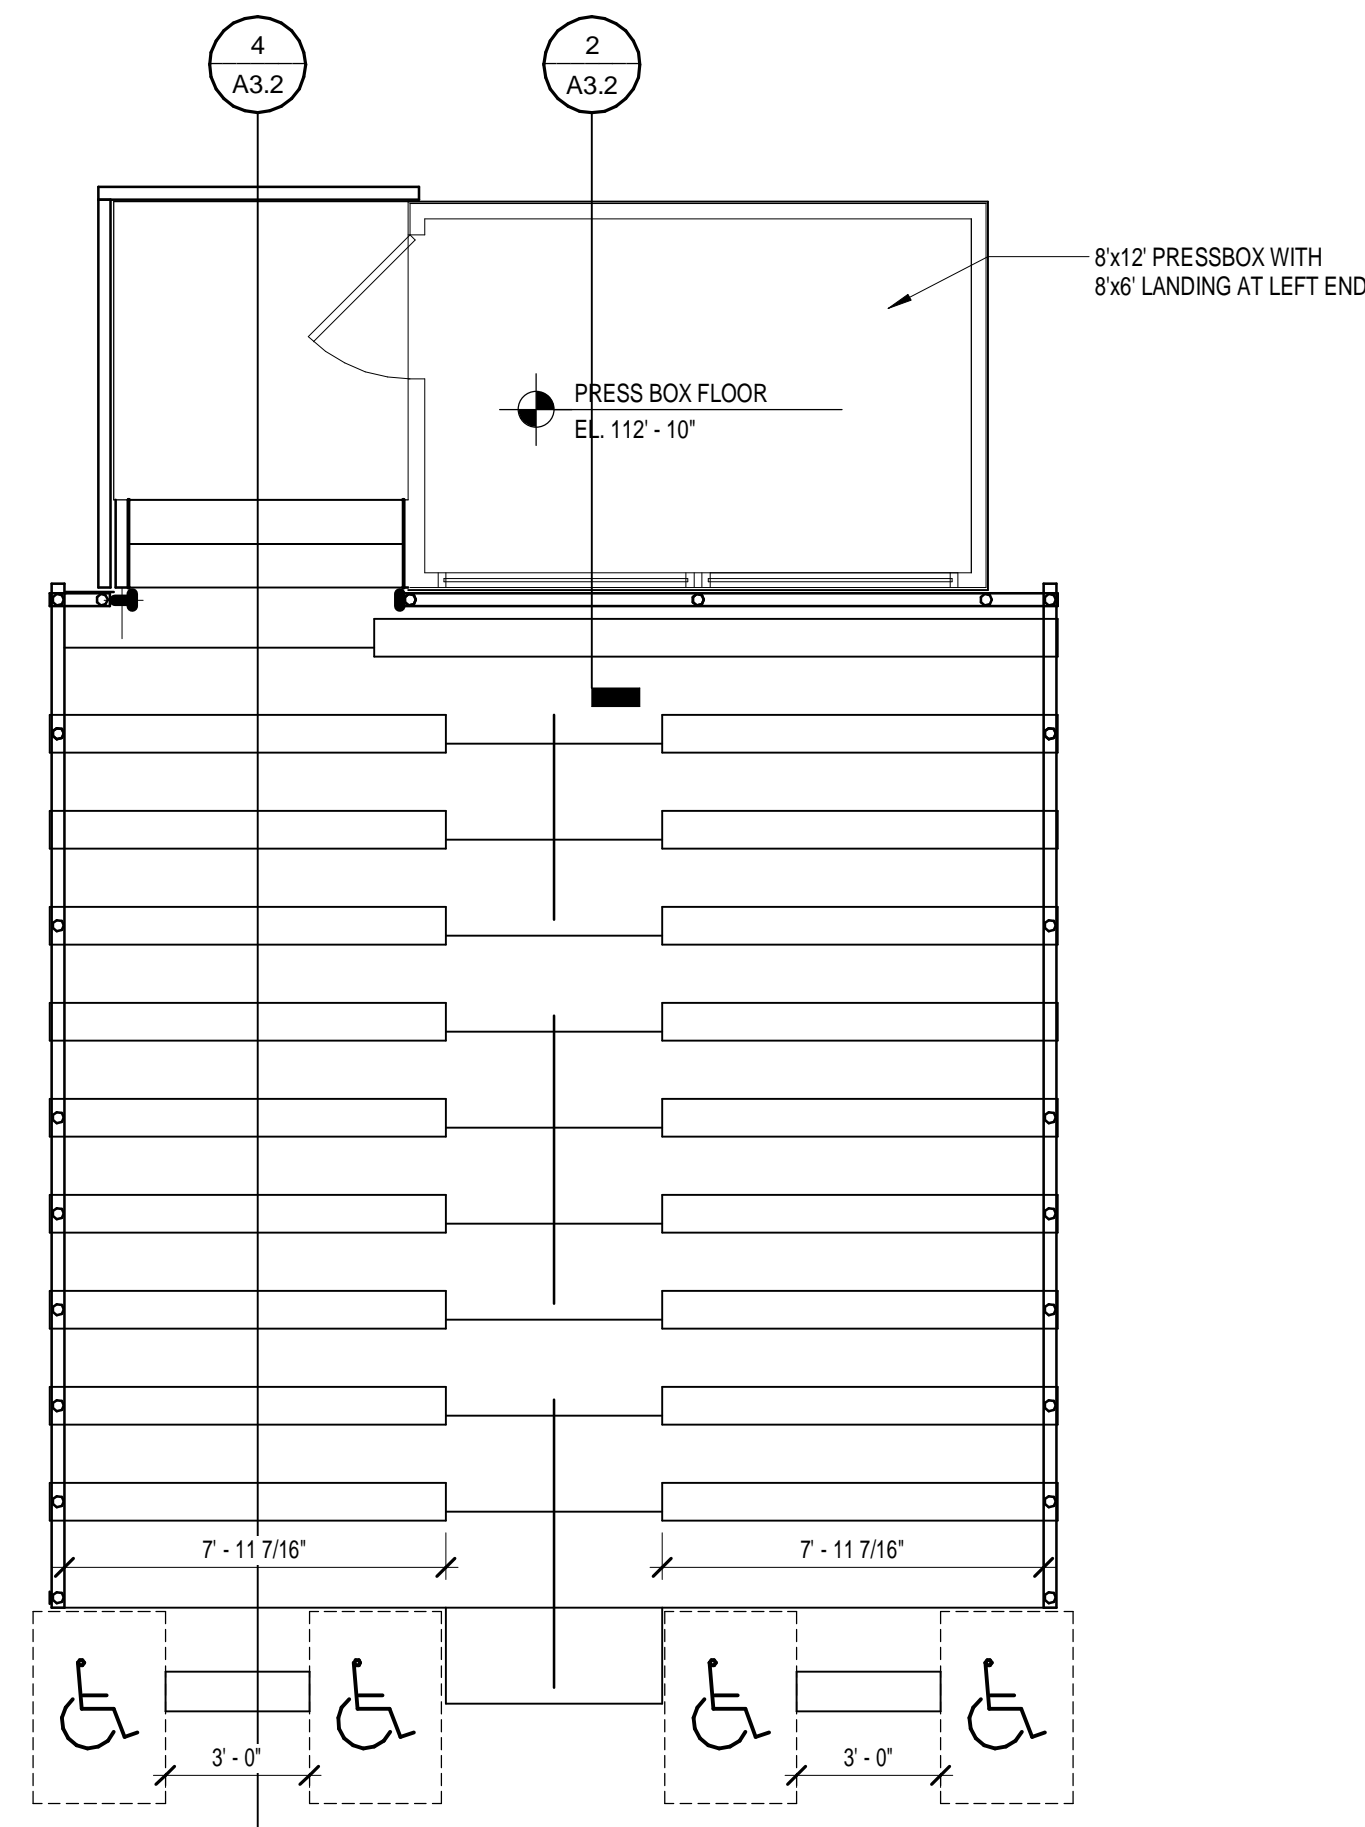 4
A3.2
2
A3.2
8'x12' PRESSBOX WITH
8'x6' LANDING AT LEFT END
PRESS BOX FLOOR
EL. 112' - 10"
7' - 11 7/16"
7' - 11 7/16"
3' - 0"
3' - 0"